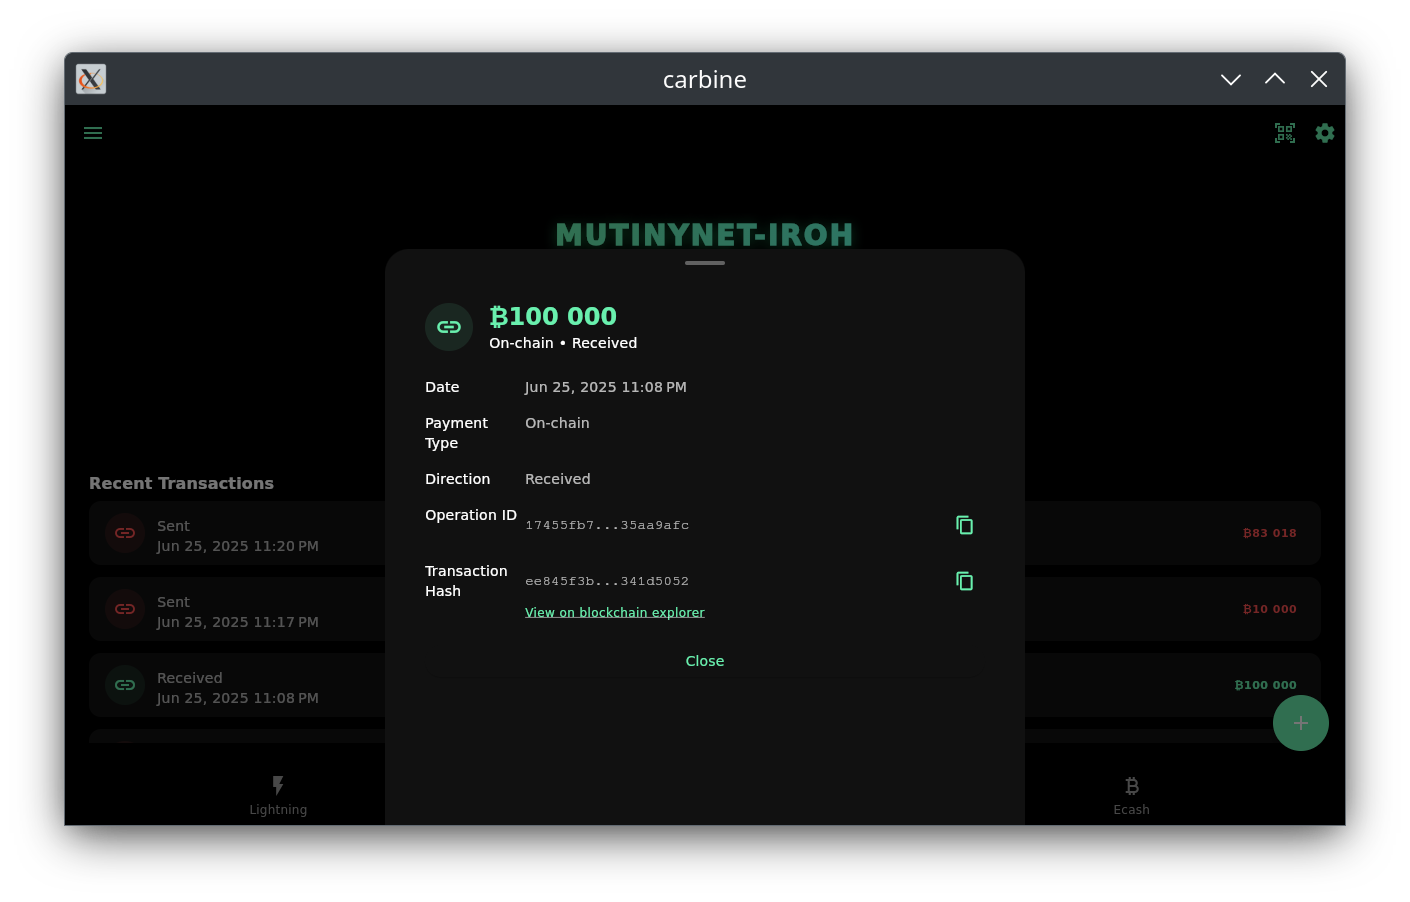 carbine
MUTINYNET-IROH
₿100 000
On-chain • Received
Date
Jun 25, 2025 11:08 PM
Payment
Type
On-chain
Direction
Received
Operation ID
17455fb7...35aa9afc
Transaction
Hash
ee845f3b...341d5052
View on blockchain explorer
Close
Recent Transactions
Sent
Jun 25, 2025 11:20 PM
₿83 018
Sent
Jun 25, 2025 11:17 PM
₿10 000
Received
Jun 25, 2025 11:08 PM
₿100 000
Lightning
Ecash